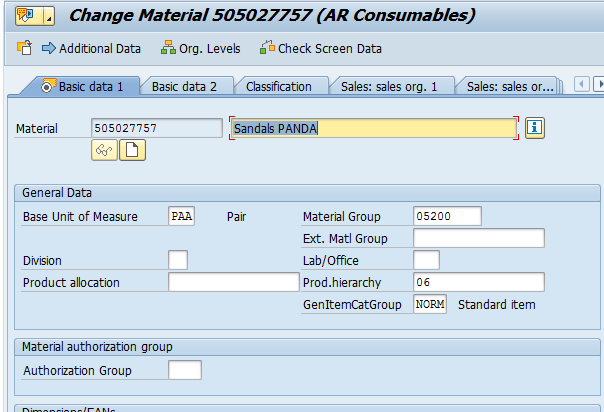 Change Material 505027757 (AR Consumables)
Additional Data Org. Levels Check Screen Data
Basic data 1 Basic data 2 Classification Sales: sales org. 1 Sales: sales or...
Material 505027757 Sandals PANDA
General Data
Base Unit of Measure PAA Pair Material Group 05200
Ext. Matl Group
Division Lab/Office
Product allocation Prod.hierarchy 06
GenItemCatGroup NORM Standard item
Material authorization group
Authorization Group
Dimensions/EANs